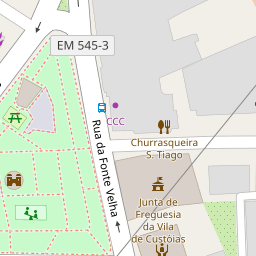 EM 545-3
CCC
Rua da Fonte Velha
Churrasqueira
S. Tiago
Junta de
Freguesia
da Vila
de Custóias